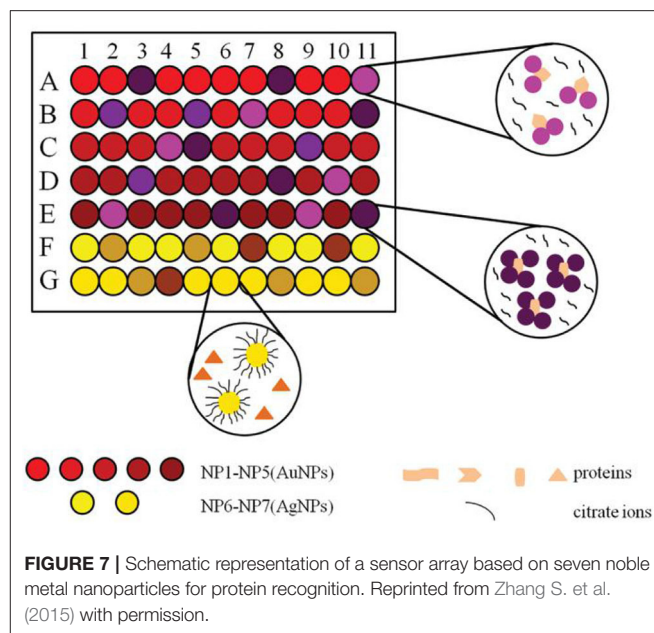 1 2 3 4 5 6 7 8 9 10 11
A
B
C
D
E
F
G
NP1-NP5(AuNPs)
proteins
NP6-NP7(AgNPs)
citrate ions
FIGURE 7 | Schematic representation of a sensor array based on seven noble
metal nanoparticles for protein recognition. Reprinted from Zhang S. et al.
(2015) with permission.